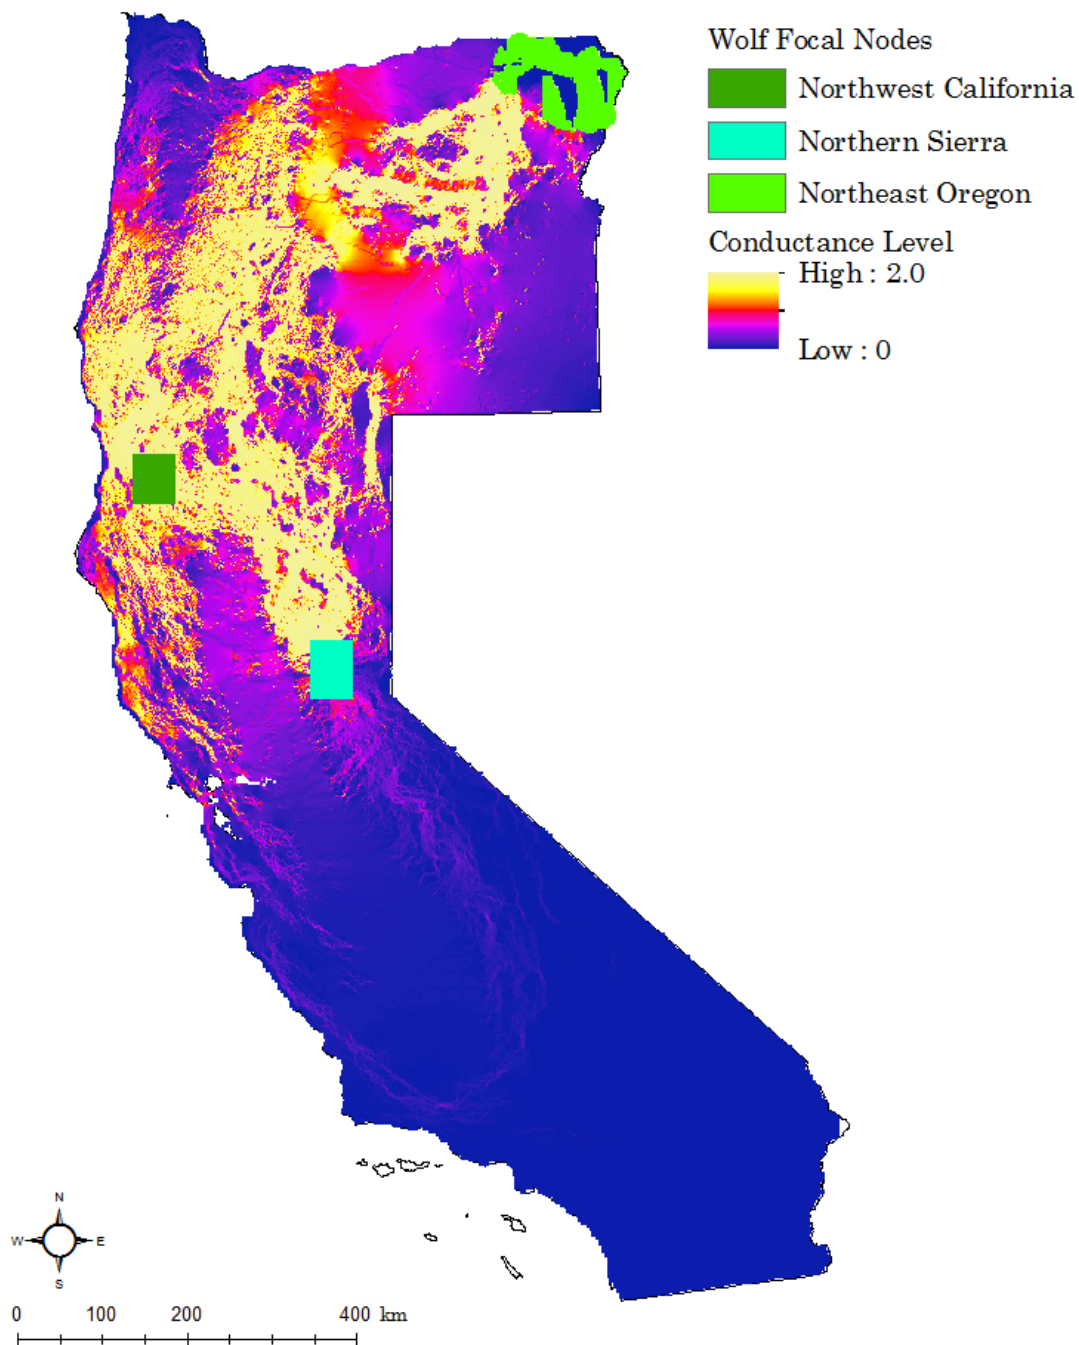 Wolf Focal Nodes
Northwest California
Northern Sierra
Northeast Oregon
Conductance Level
High : 2.0
Low : 0
N
W E
S
0 100 200 400 km